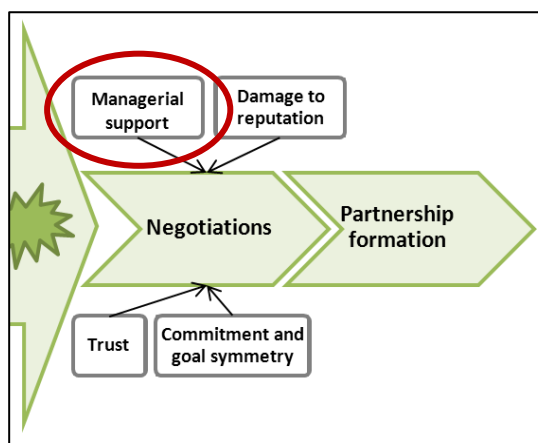 Managerial
support
Damage to
reputation
Negotiations
Partnership
formation
Trust
Commitment and
goal symmetry